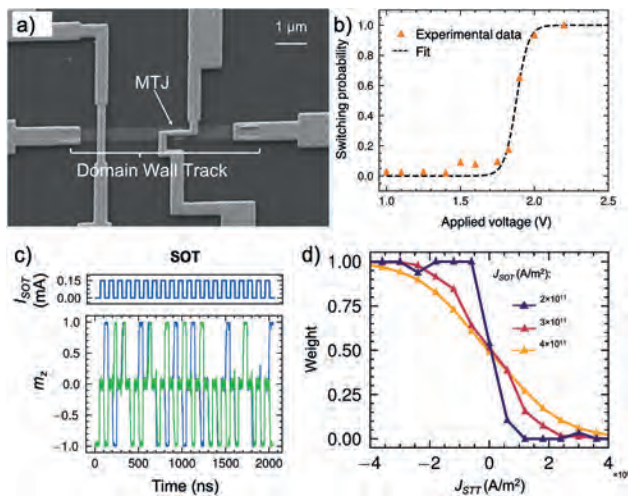 a)
1 μm
MTJ
Domain Wall Track
b)
Experimental data
Fit
Switching probability
1.0
0.8
0.6
0.4
0.2
0.0
1.0 1.5 2.0 2.5
Applied voltage (V)
c)
SOT
I_SOT (mA)
0.15
0.00
m_z
1.0
0.5
0.0
−0.5
−1.0
0 500 1000 1500 2000
Time (ns)
d)
J_SOT (A/m²)
2×10¹¹
3×10¹¹
4×10¹¹
Weight
1.00
0.75
0.50
0.25
0.00
−4 −2 0 2 4
J_STT (A/m²)